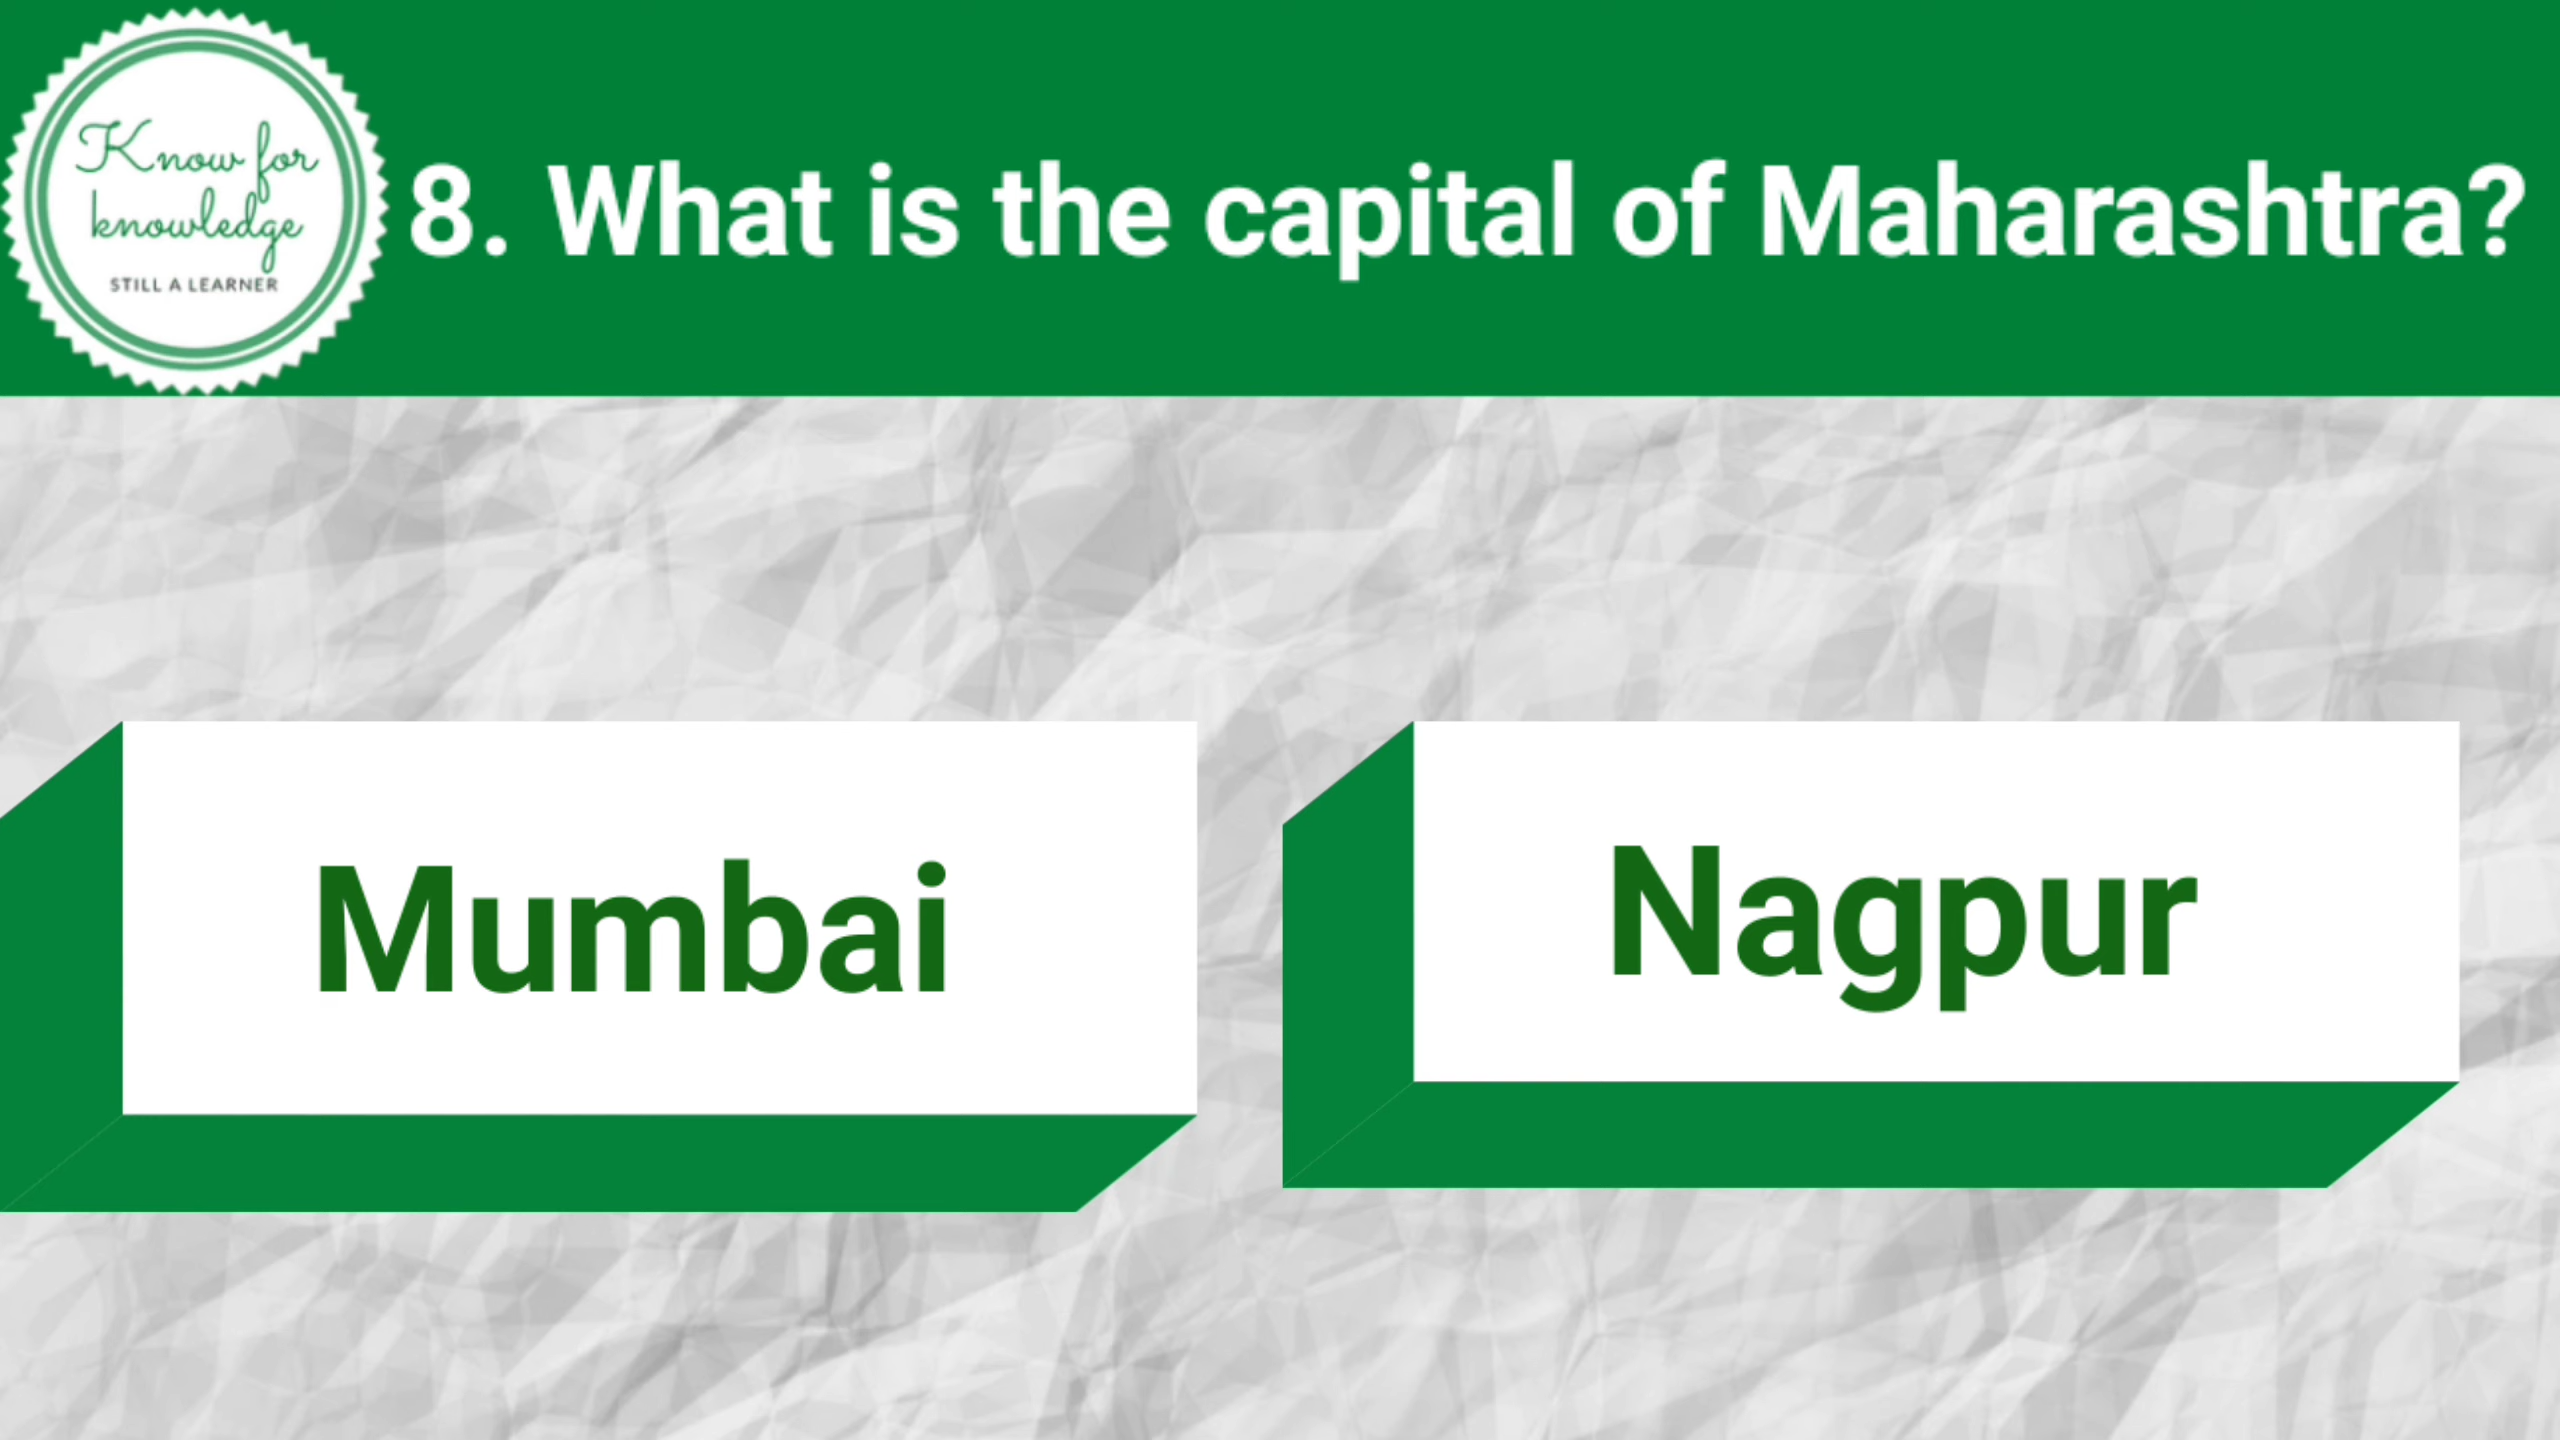 Know for
knowledge
STILL A LEARNER
8. What is the capital of Maharashtra?
Mumbai
Nagpur